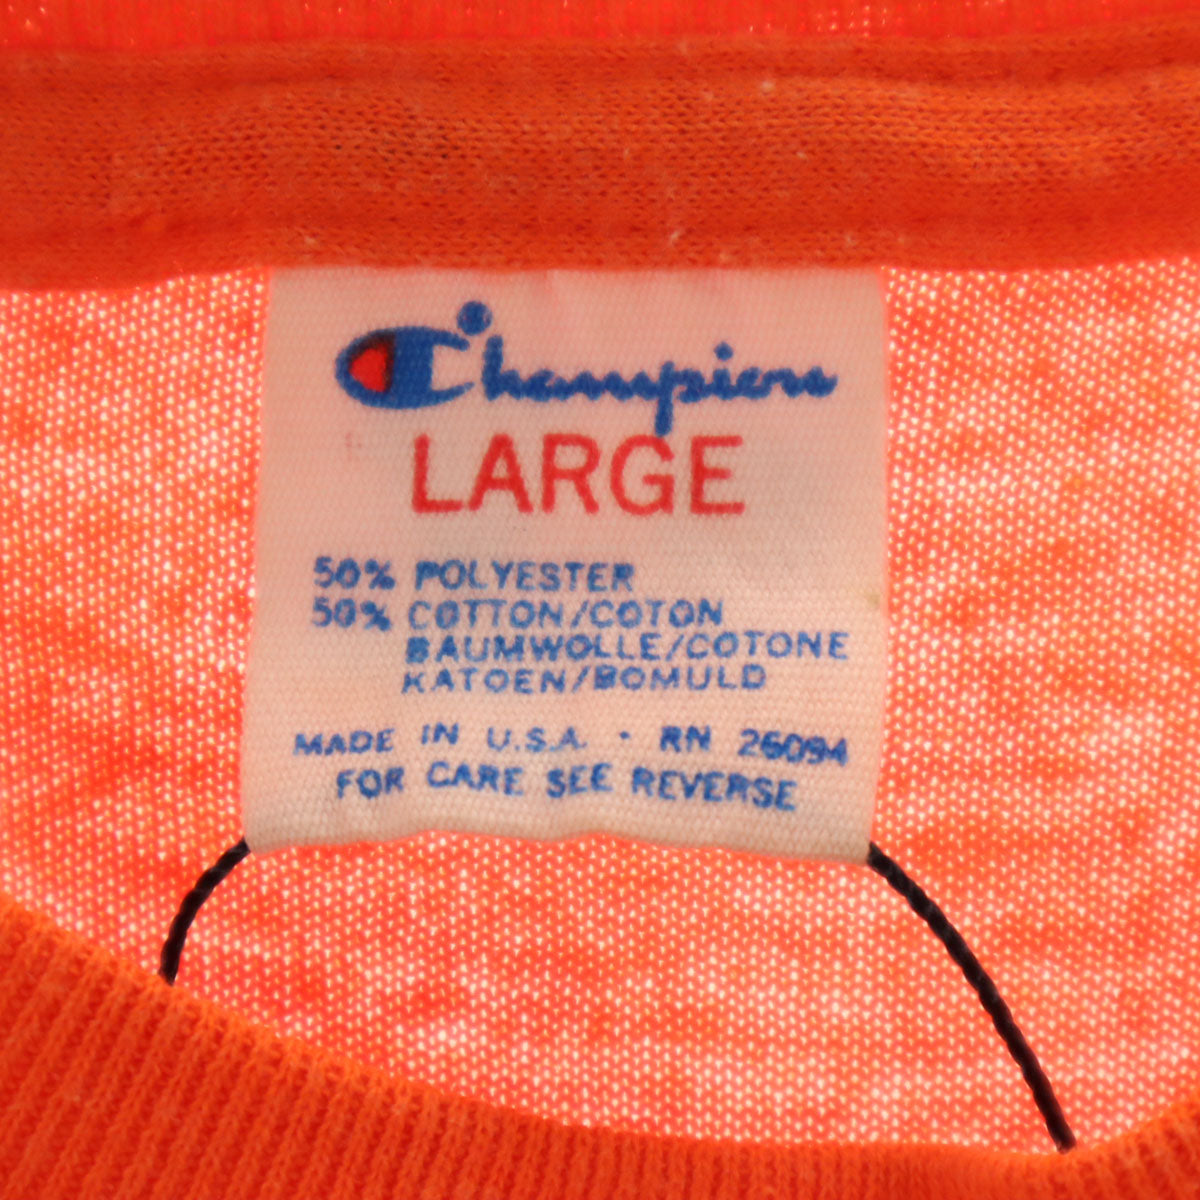 Champion
LARGE
50% POLYESTER
50% COTTON/COTON
BAUMWOLLE/COTONE
KATOEN/BOMULD
MADE IN U.S.A. · RN 26094
FOR CARE SEE REVERSE